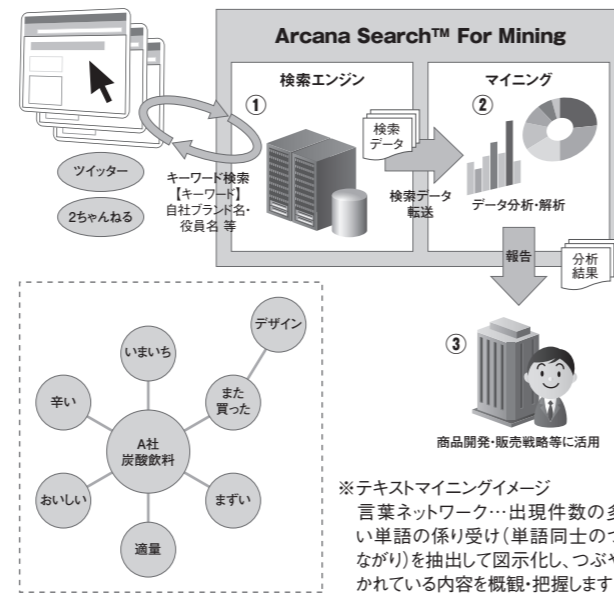 Arcana Search™ For Mining
検索エンジン
マイニング
①
②
検索
データ
ツイッター
2ちゃんねる
キーワード検索
【キーワード】
自社ブランド名・
役員名 等
検索データ
転送
データ分析・解析
報告
分析
結果
③
商品開発・販売戦略等に活用
デザイン
いまいち
また
買った
辛い
A社
炭酸飲料
おいしい
まずい
適量
※テキストマイニングイメージ
言葉ネットワーク…出現件数の多
い単語の係り受け(単語同士のつ
ながり)を抽出して図示化し、つぶや
かれている内容を概観・把握します